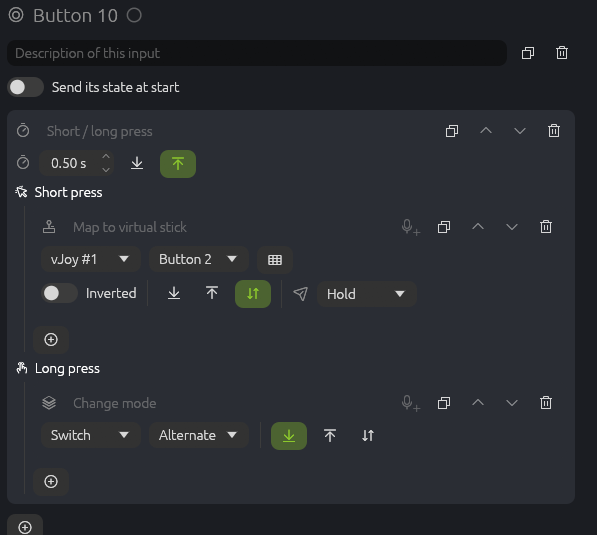 Button 10
Description of this input
Send its state at start
Short / long press
0.50 s
Short press
Map to virtual stick
vJoy #1 Button 2
Inverted Hold
Long press
Change mode
Switch Alternate